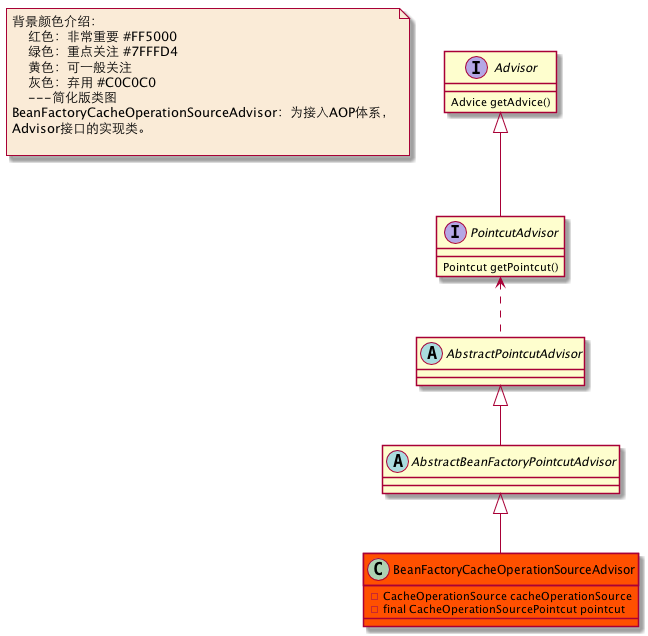 背景颜色介绍：
红色：非常重要 #FF5000
绿色：重点关注 #7FFFD4
黄色：可一般关注
灰色：弃用 #C0C0C0
---简化版类图
BeanFactoryCacheOperationSourceAdvisor：为接入AOP体系，
Advisor接口的实现类。
I Advisor
Advice getAdvice()
I PointcutAdvisor
Pointcut getPointcut()
A AbstractPointcutAdvisor
A AbstractBeanFactoryPointcutAdvisor
C BeanFactoryCacheOperationSourceAdvisor
CacheOperationSource cacheOperationSource
final CacheOperationSourcePointcut pointcut